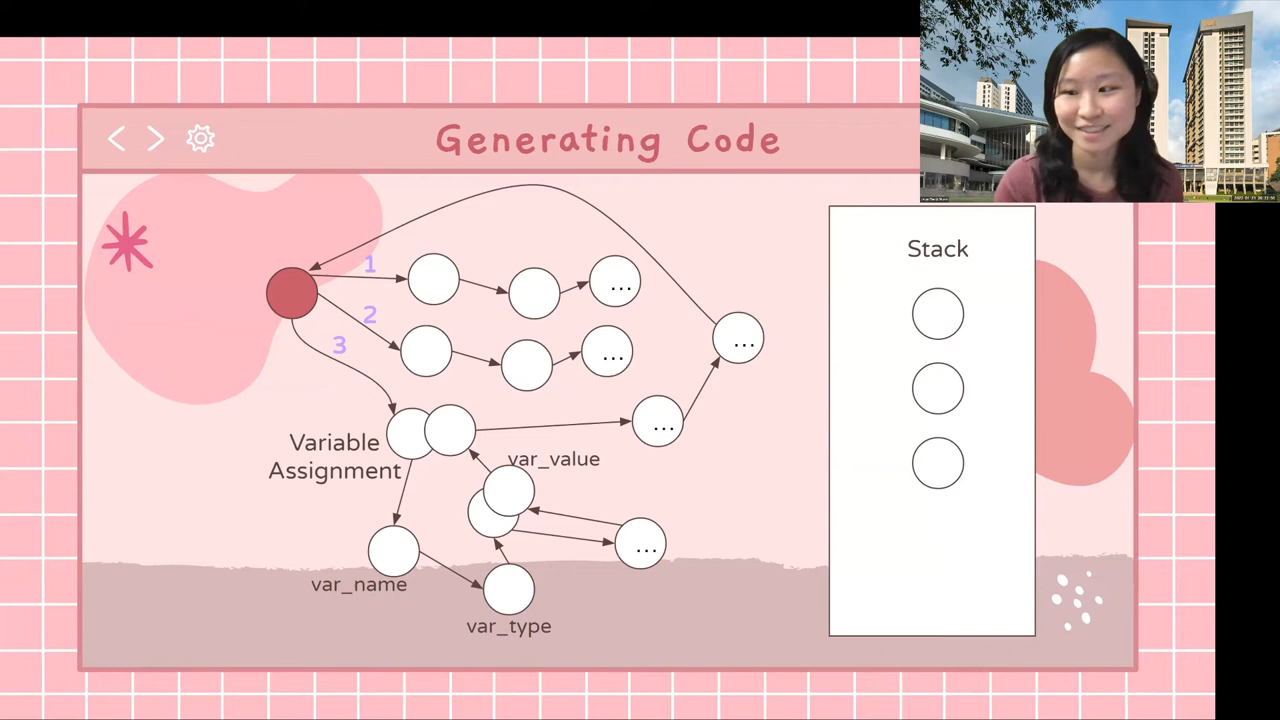 Generating Code
Stack
1
2
3
...
...
...
...
Variable
Assignment
var_value
...
var_name
var_type